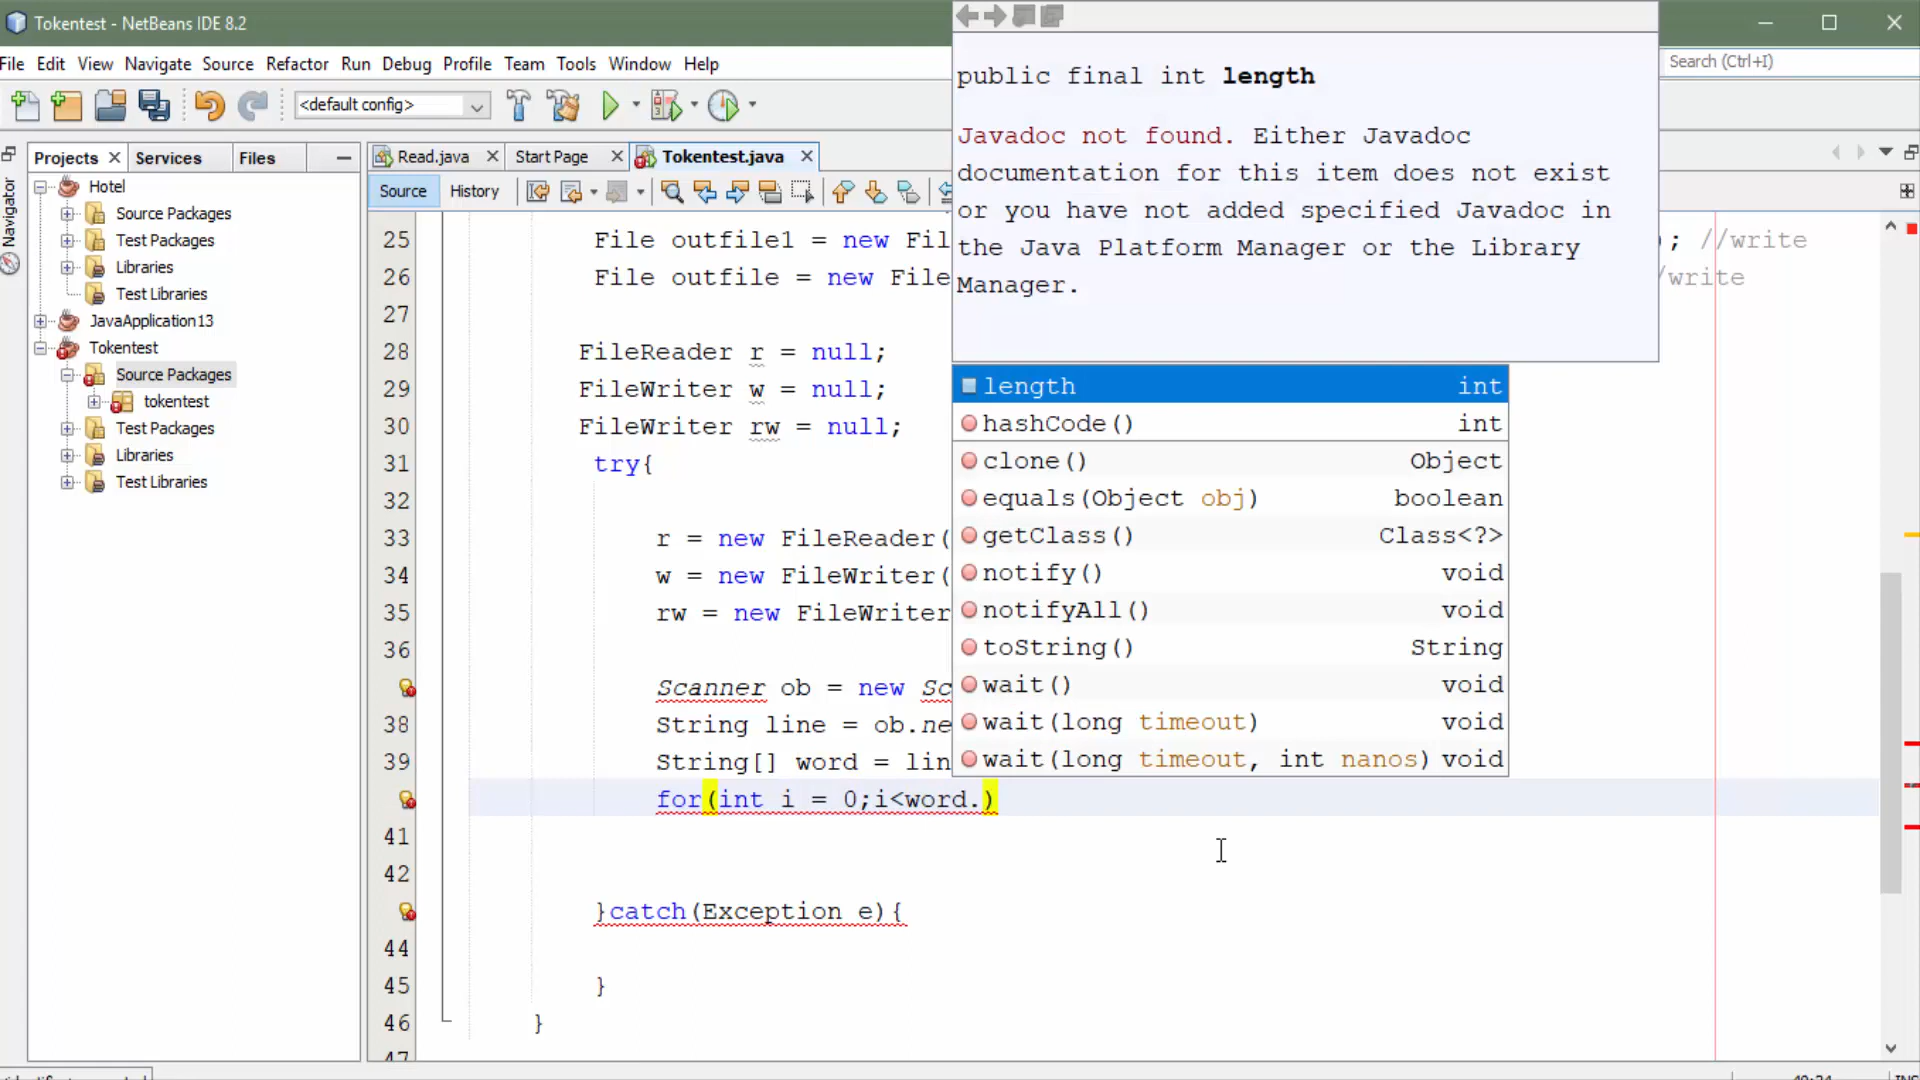 Tokentest - NetBeans IDE 8.2
File Edit View Navigate Source Refactor Run Debug Profile Team Tools Window Help
Search (Ctrl+I)
<default config>
Projects
Services
Files
Navigator
Hotel
Source Packages
Test Packages
Libraries
Test Libraries
JavaApplication13
Tokentest
Source Packages
tokentest
Test Packages
Libraries
Test Libraries
Read.java
Start Page
Tokentest.java
Source
History
public final int length
Javadoc not found. Either Javadoc
documentation for this item does not exist
or you have not added specified Javadoc in
the Java Platform Manager or the Library
Manager.
25 File outfile1 = new Fil ; //write
26 File outfile = new File /write
27
28 FileReader r = null;
29 FileWriter w = null;
30 FileWriter rw = null;
31 try{
32
33 r = new FileReader(
34 w = new FileWriter(
35 rw = new FileWriter
36
Scanner ob = new Sc
38 String line = ob.ne
39 String[] word = lin
for(int i = 0;i<word.)
41
42
}catch(Exception e){
44
45 }
46 }
47
length int
hashCode() int
clone() Object
equals(Object obj) boolean
getClass() Class<?>
notify() void
notifyAll() void
toString() String
wait() void
wait(long timeout) void
wait(long timeout, int nanos) void